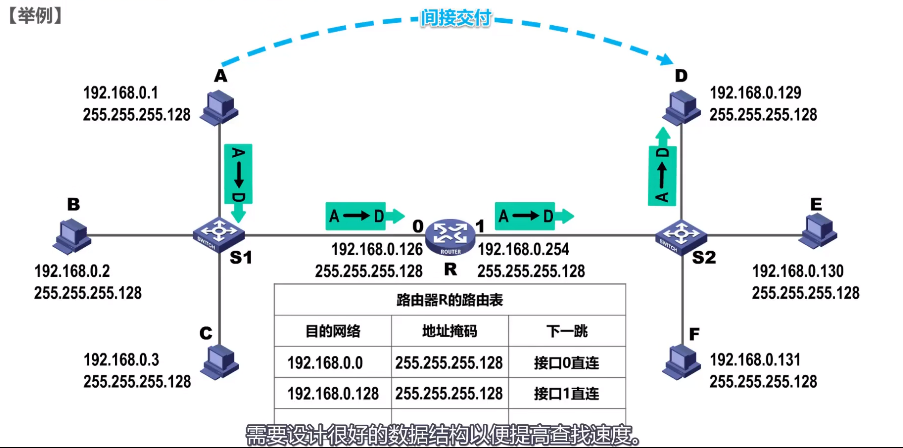 【举例】
间接交付
A
192.168.0.1
255.255.255.128
D
192.168.0.129
255.255.255.128
A→D
A→D
B
192.168.0.2
255.255.255.128
S1
SWITCH
A→D
0
192.168.0.126
255.255.255.128
ROUTER
R
1
192.168.0.254
255.255.255.128
A→D
SWITCH
S2
E
192.168.0.130
255.255.255.128
C
192.168.0.3
255.255.255.128
F
192.168.0.131
255.255.255.128
路由器R的路由表
目的网络 地址掩码 下一跳
192.168.0.0 255.255.255.128 接口0直连
192.168.0.128 255.255.255.128 接口1直连
需要设计很好的数据结构以便提高查找速度.